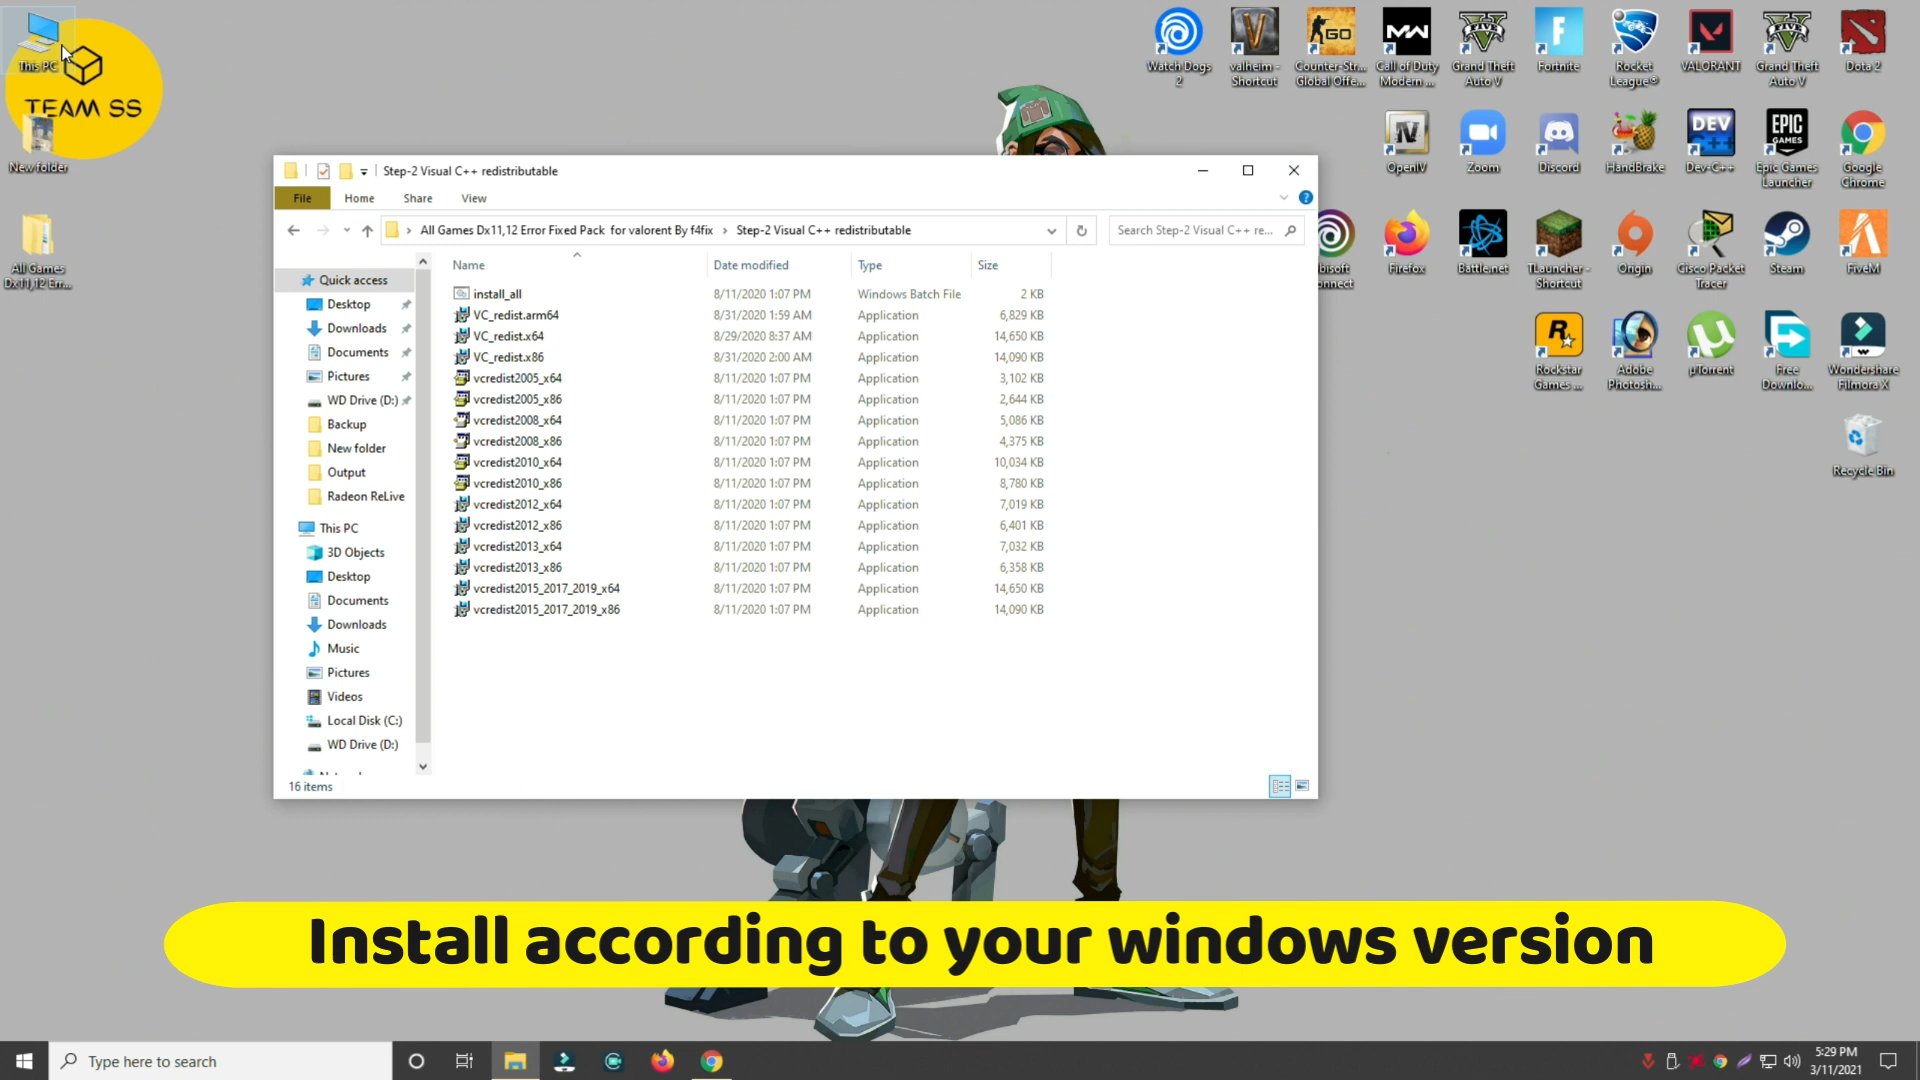 This PC
TEAM SS
New folder
All Games
Dx11,12 Err...
Watch Dogs
2
valheim -
Shortcut
Counter-Str...
Global Offe...
Call of Duty
Modern ...
Grand Theft
Auto V
Fortnite
Rocket
League®
VALORANT
Grand Theft
Auto V
Dota 2
OpenIV
Zoom
Discord
HandBrake
Dev-C++
Epic Games
Launcher
Google
Chrome
Firefox
Battle.net
TLauncher -
Shortcut
Origin
Cisco Packet
Tracer
Steam
FiveM
Rockstar
Games ...
Adobe
Photosh...
µTorrent
Free
Downlo...
Wondershare
Filmora X
Recycle Bin
Step-2 Visual C++ redistributable
File Home Share View
All Games Dx11,12 Error Fixed Pack for valorent By f4fix > Step-2 Visual C++ redistributable
Search Step-2 Visual C++ re...
Name Date modified Type Size
install_all 8/11/2020 1:07 PM Windows Batch File 2 KB
VC_redist.arm64 8/31/2020 1:59 AM Application 6,829 KB
VC_redist.x64 8/29/2020 8:37 AM Application 14,650 KB
VC_redist.x86 8/31/2020 2:00 AM Application 14,090 KB
vcredist2005_x64 8/11/2020 1:07 PM Application 3,102 KB
vcredist2005_x86 8/11/2020 1:07 PM Application 2,644 KB
vcredist2008_x64 8/11/2020 1:07 PM Application 5,086 KB
vcredist2008_x86 8/11/2020 1:07 PM Application 4,375 KB
vcredist2010_x64 8/11/2020 1:07 PM Application 10,034 KB
vcredist2010_x86 8/11/2020 1:07 PM Application 8,780 KB
vcredist2012_x64 8/11/2020 1:07 PM Application 7,019 KB
vcredist2012_x86 8/11/2020 1:07 PM Application 6,401 KB
vcredist2013_x64 8/11/2020 1:07 PM Application 7,032 KB
vcredist2013_x86 8/11/2020 1:07 PM Application 6,358 KB
vcredist2015_2017_2019_x64 8/11/2020 1:07 PM Application 14,650 KB
vcredist2015_2017_2019_x86 8/11/2020 1:07 PM Application 14,090 KB
Quick access
Desktop
Downloads
Documents
Pictures
WD Drive (D:)
Backup
New folder
Output
Radeon ReLive
This PC
3D Objects
Desktop
Documents
Downloads
Music
Pictures
Videos
Local Disk (C:)
WD Drive (D:)
16 items
Install according to your windows version
Type here to search
5:29 PM
3/11/2021